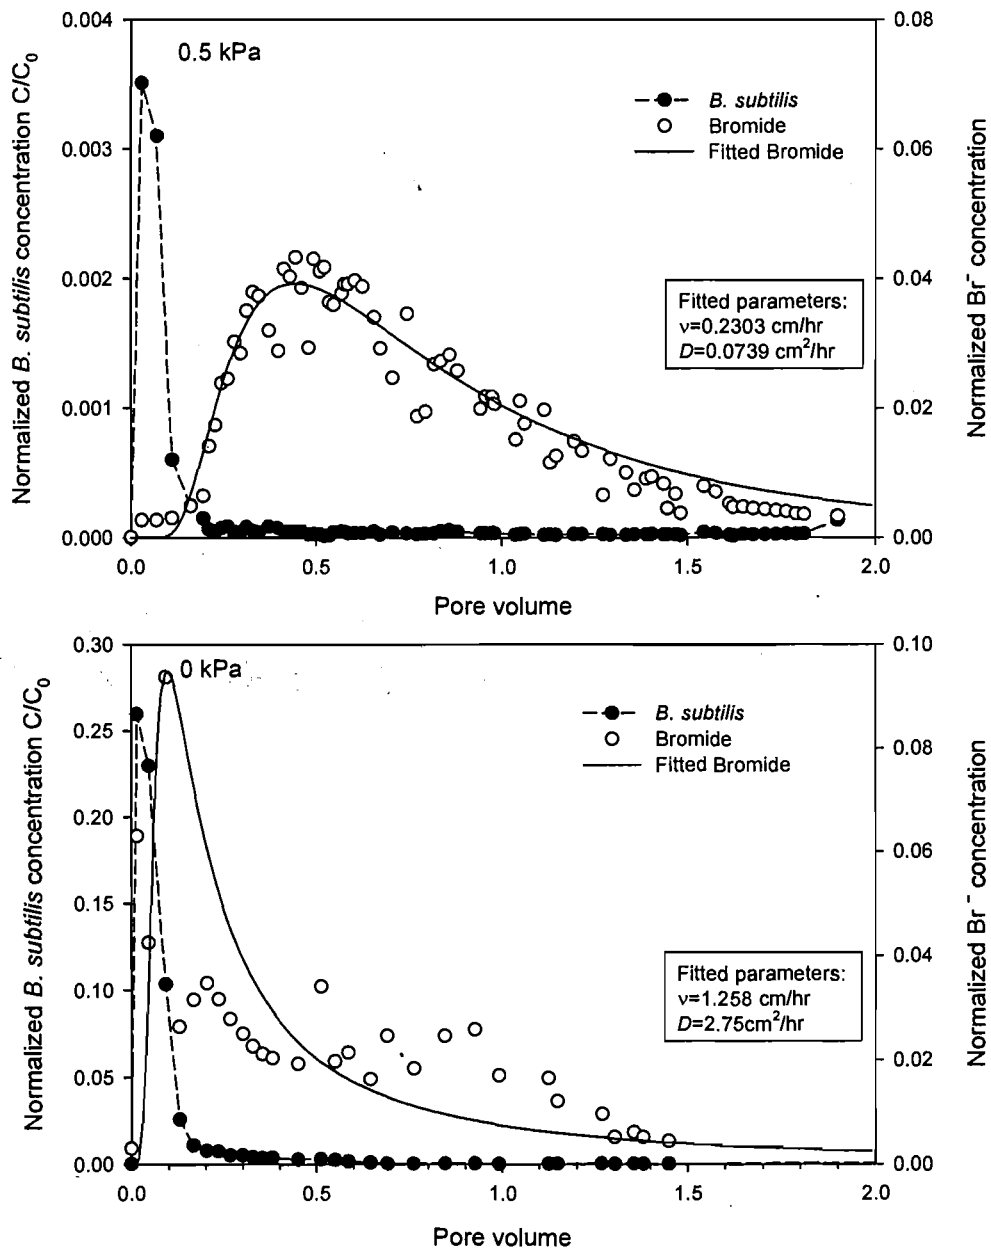 0.5 kPa
Normalized B. subtilis concentration C/C₀
0.004
0.003
0.002
0.001
0.000
B. subtilis
Bromide
Fitted Bromide
Fitted parameters:
ν=0.2303 cm/hr
D=0.0739 cm²/hr
0.08
0.06
0.04
0.02
0.00
Normalized Br⁻ concentration
0.0 0.5 1.0 1.5 2.0
Pore volume
0 kPa
Normalized B. subtilis concentration C/C₀
0.30
0.25
0.20
0.15
0.10
0.05
0.00
B. subtilis
Bromide
Fitted Bromide
Fitted parameters:
ν=1.258 cm/hr
D=2.75cm²/hr
0.10
0.08
0.06
0.04
0.02
0.00
Normalized Br⁻ concentration
0.0 0.5 1.0 1.5 2.0
Pore volume